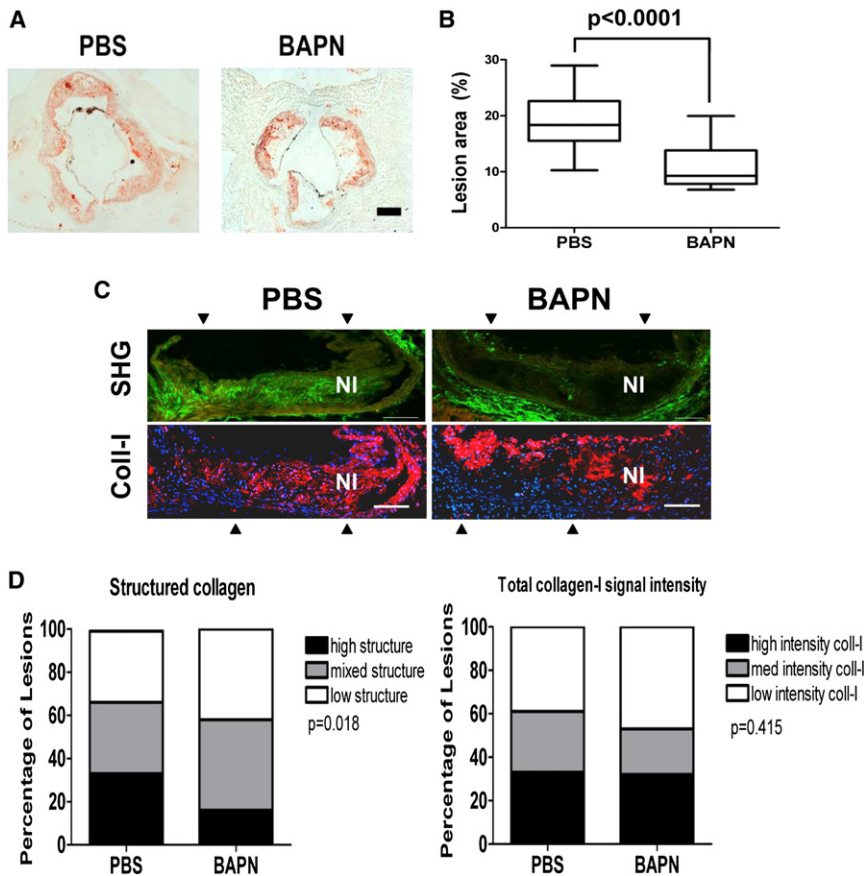 A
PBS
BAPN
B
p<0.0001
Lesion area (%)
30
20
10
0
PBS
BAPN
C
PBS
BAPN
SHG
NI
NI
Coll-I
NI
NI
D
Structured collagen
Percentage of Lesions
100
80
60
40
20
0
PBS
BAPN
high structure
mixed structure
low structure
p=0.018
Total collagen-I signal intensity
Percentage of Lesions
100
80
60
40
20
0
PBS
BAPN
high intensity coll-I
med intensity coll-I
low intensity coll-I
p=0.415